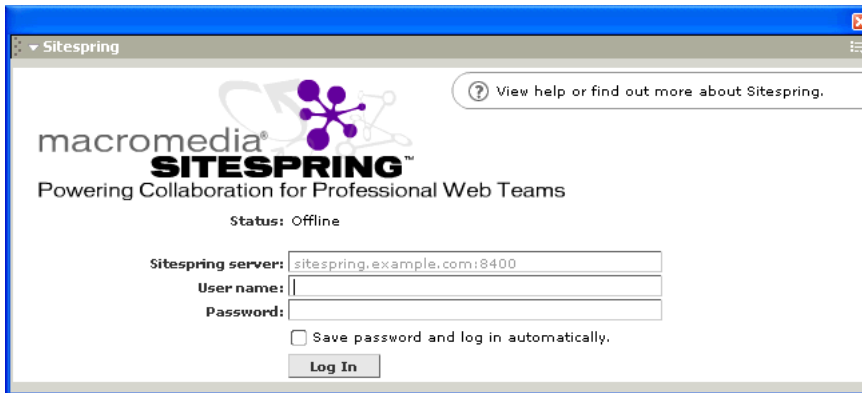 Sitespring
View help or find out more about Sitespring.
macromedia®
SITESPRING™
Powering Collaboration for Professional Web Teams
Status: Offline
Sitespring server: sitespring.example.com:8400
User name:
Password:
Save password and log in automatically.
Log In